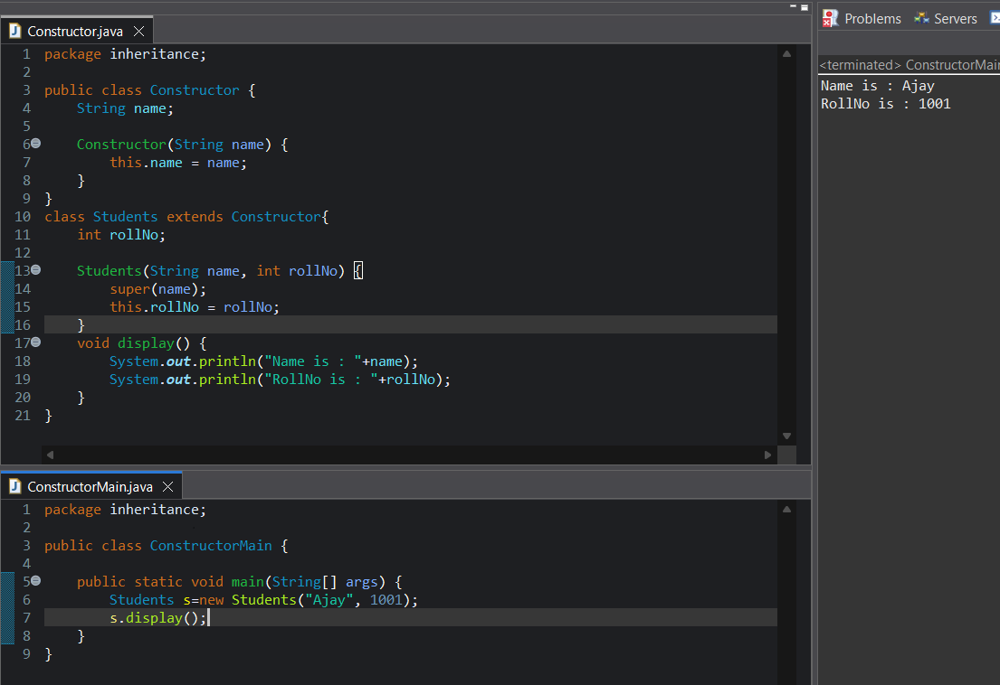 Constructor.java
1 package inheritance;
2
3 public class Constructor {
4     String name;
5
6     Constructor(String name) {
7         this.name = name;
8     }
9 }
10 class Students extends Constructor{
11     int rollNo;
12
13     Students(String name, int rollNo) {
14         super(name);
15         this.rollNo = rollNo;
16     }
17     void display() {
18         System.out.println("Name is : "+name);
19         System.out.println("RollNo is : "+rollNo);
20     }
21 }
ConstructorMain.java
1 package inheritance;
2
3 public class ConstructorMain {
4
5     public static void main(String[] args) {
6         Students s=new Students("Ajay", 1001);
7         s.display();
8     }
9 }
Problems Servers
<terminated> ConstructorMain
Name is : Ajay
RollNo is : 1001